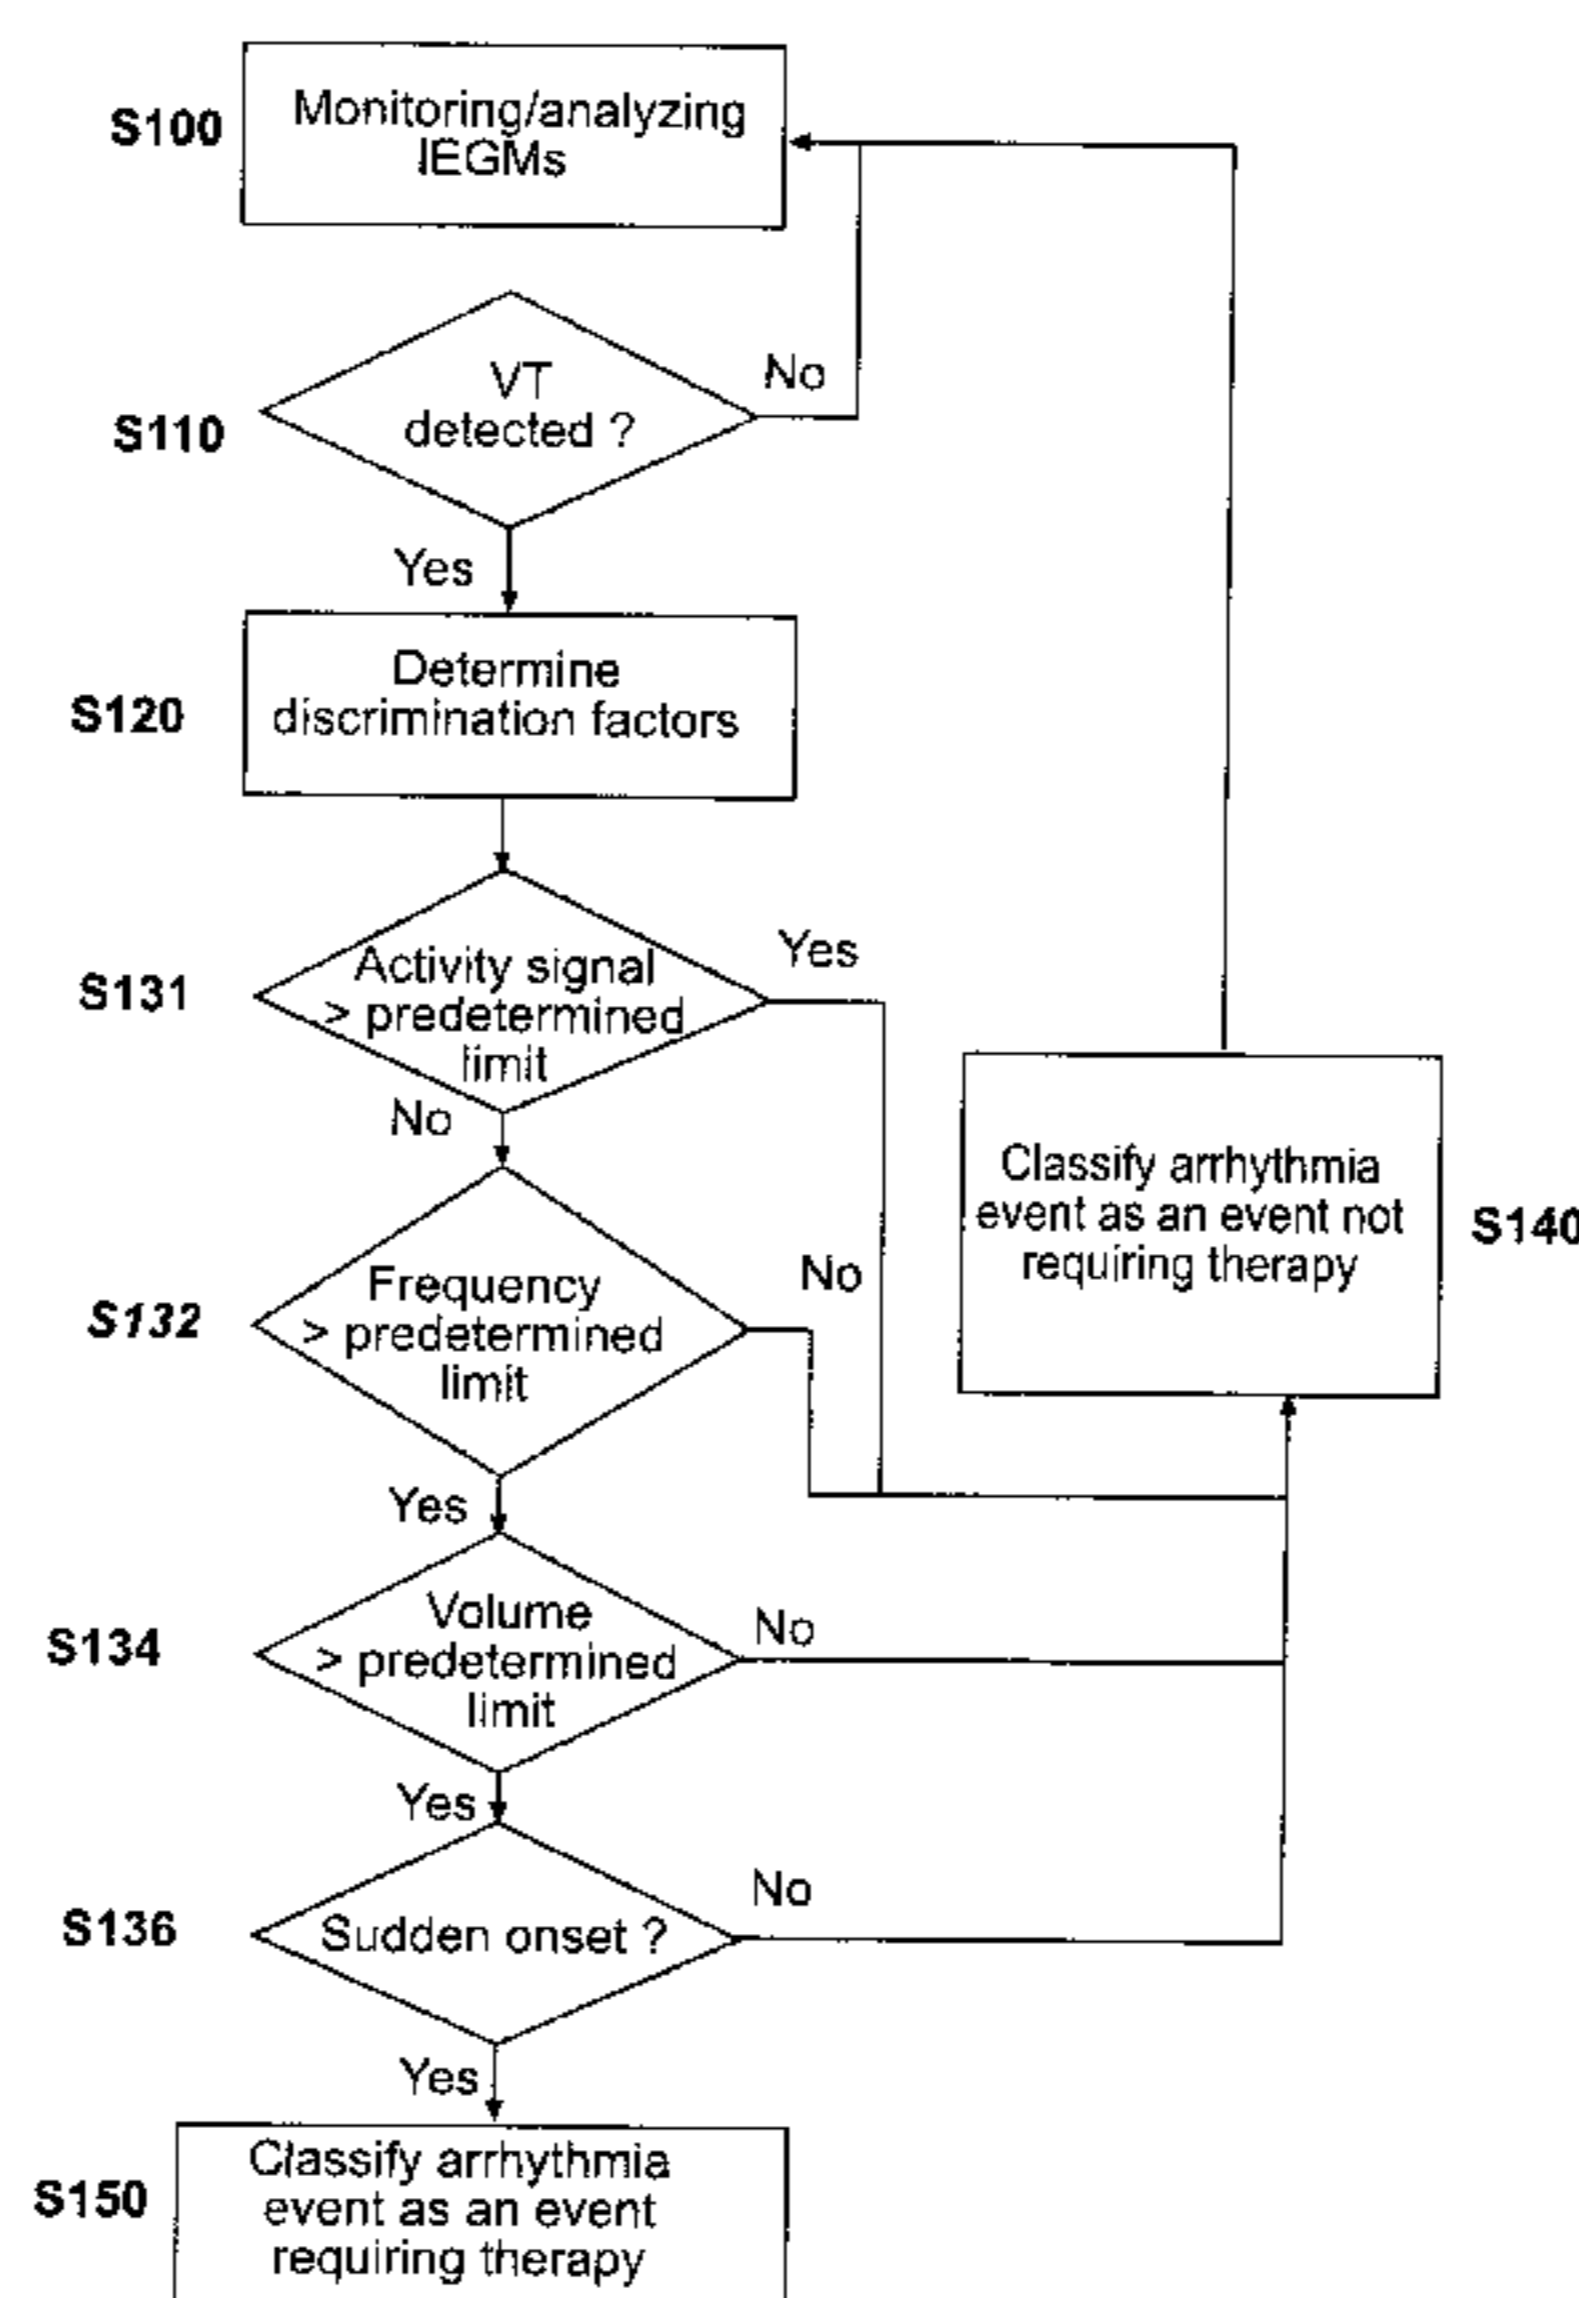 S100
Monitoring/analyzing
IEGMs
VT
detected ?
No
S110
Yes
Determine
discrimination factors
S120
Activity signal
> predetermined
limit
Yes
S131
No
Classify arrhythmia
event as an event not
requiring therapy
S140
Frequency
> predetermined
limit
No
S132
Yes
Volume
> predetermined
limit
No
S134
Yes
Sudden onset ?
No
S136
Yes
Classify arrhythmia
event as an event
requiring therapy
S150